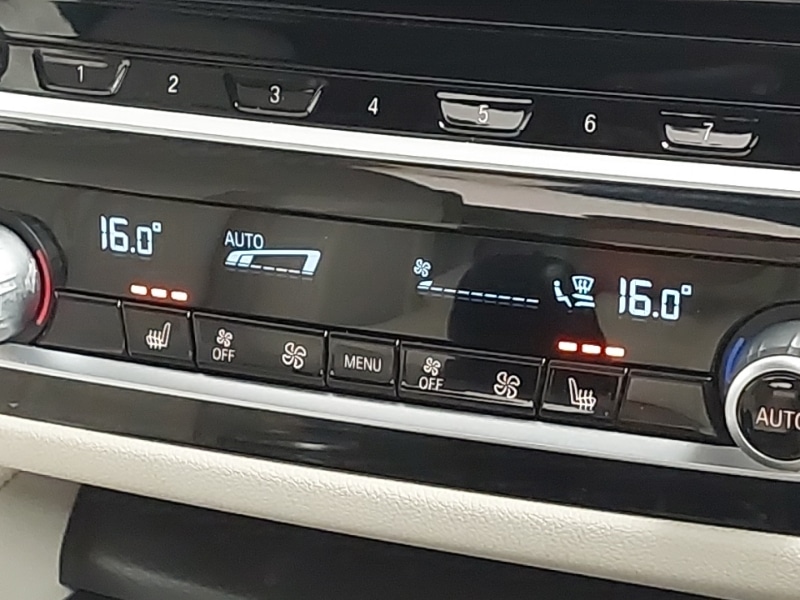 1 2 3 4 5 6 7
16.0° AUTO 16.0°
OFF MENU OFF
AUTO